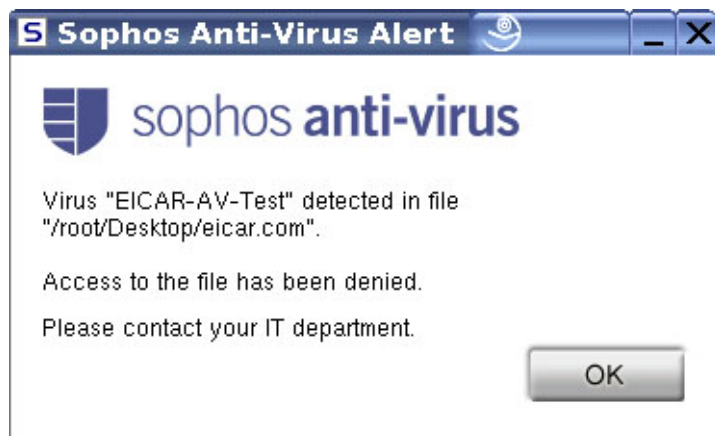 S Sophos Anti-Virus Alert
sophos anti-virus
Virus "EICAR-AV-Test" detected in file
"/root/Desktop/eicar.com".
Access to the file has been denied.
Please contact your IT department.
OK